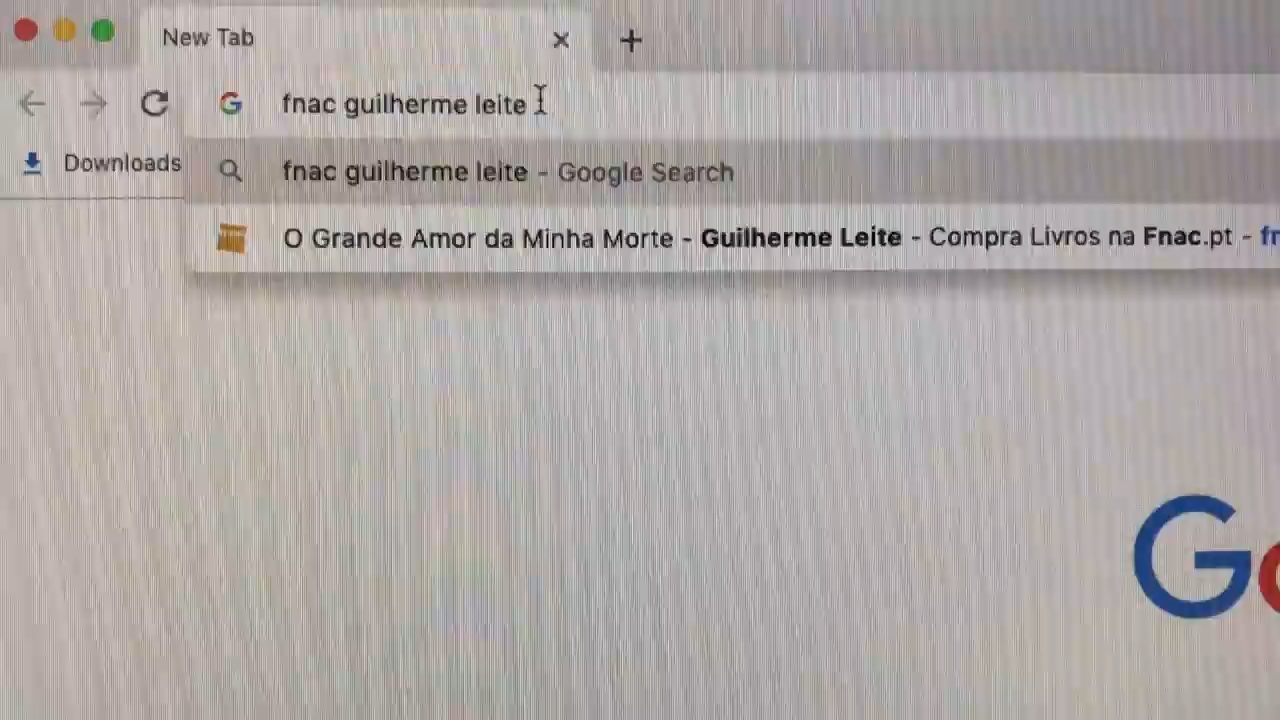 New Tab
fnac guilherme leite
Downloads
fnac guilherme leite - Google Search
O Grande Amor da Minha Morte - Guilherme Leite - Compra Livros na Fnac.pt - fr
G